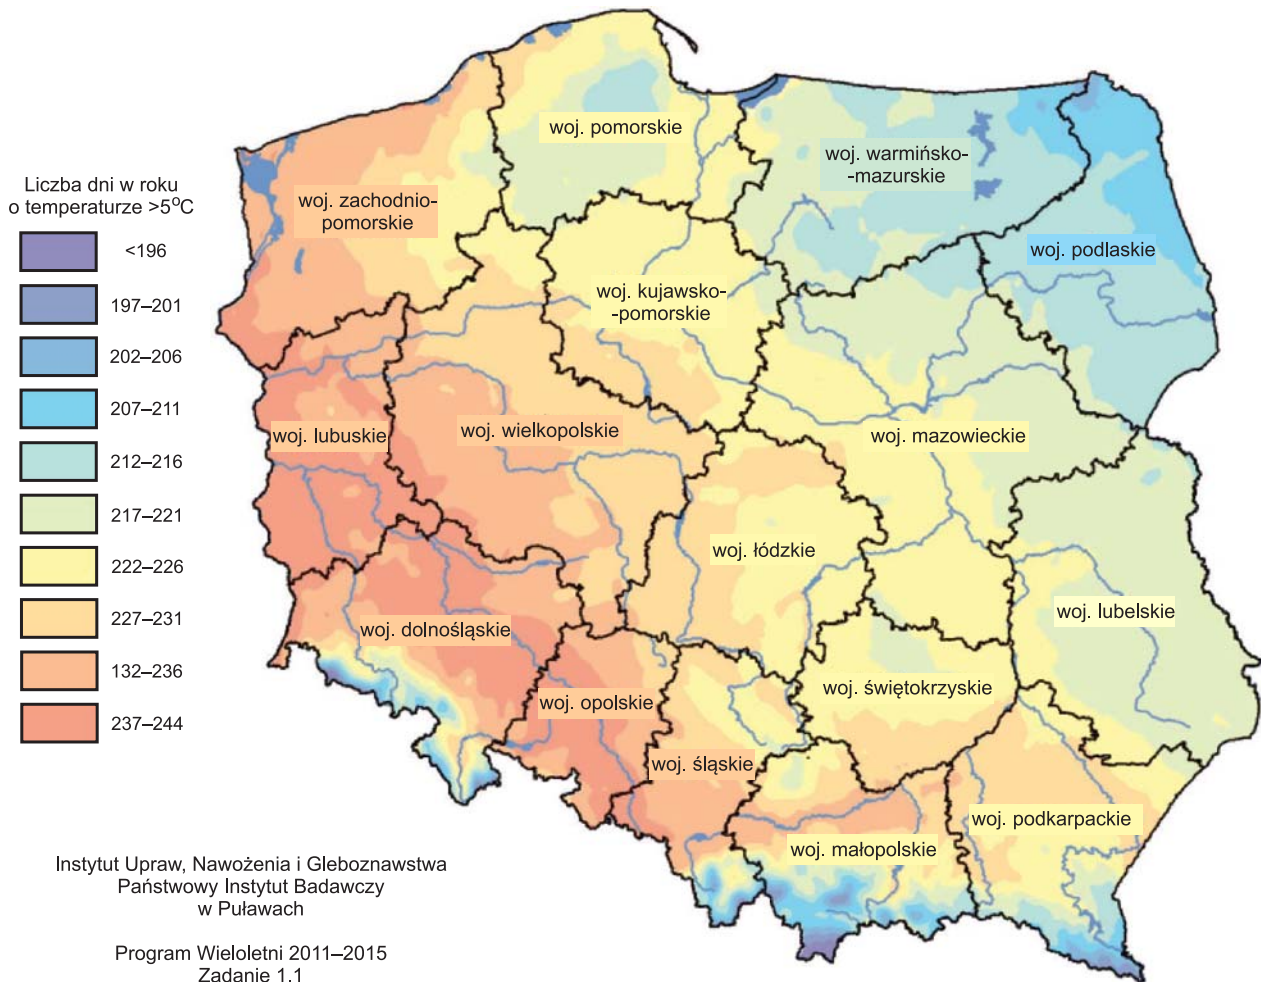 Liczba dni w roku
o temperaturze >5°C
<196
197–201
202–206
207–211
212–216
217–221
222–226
227–231
132–236
237–244
woj. pomorskie
woj. warmińsko-
-mazurskie
woj. zachodnio-
pomorskie
woj. podlaskie
woj. kujawsko-
-pomorskie
woj. lubuskie
woj. wielkopolskie
woj. mazowieckie
woj. łódzkie
woj. lubelskie
woj. dolnośląskie
woj. opolskie
woj. świętokrzyskie
woj. śląskie
woj. podkarpackie
woj. małopolskie
Instytut Upraw, Nawożenia i Gleboznawstwa
Państwowy Instytut Badawczy
w Puławach
Program Wieloletni 2011–2015
Zadanie 1.1